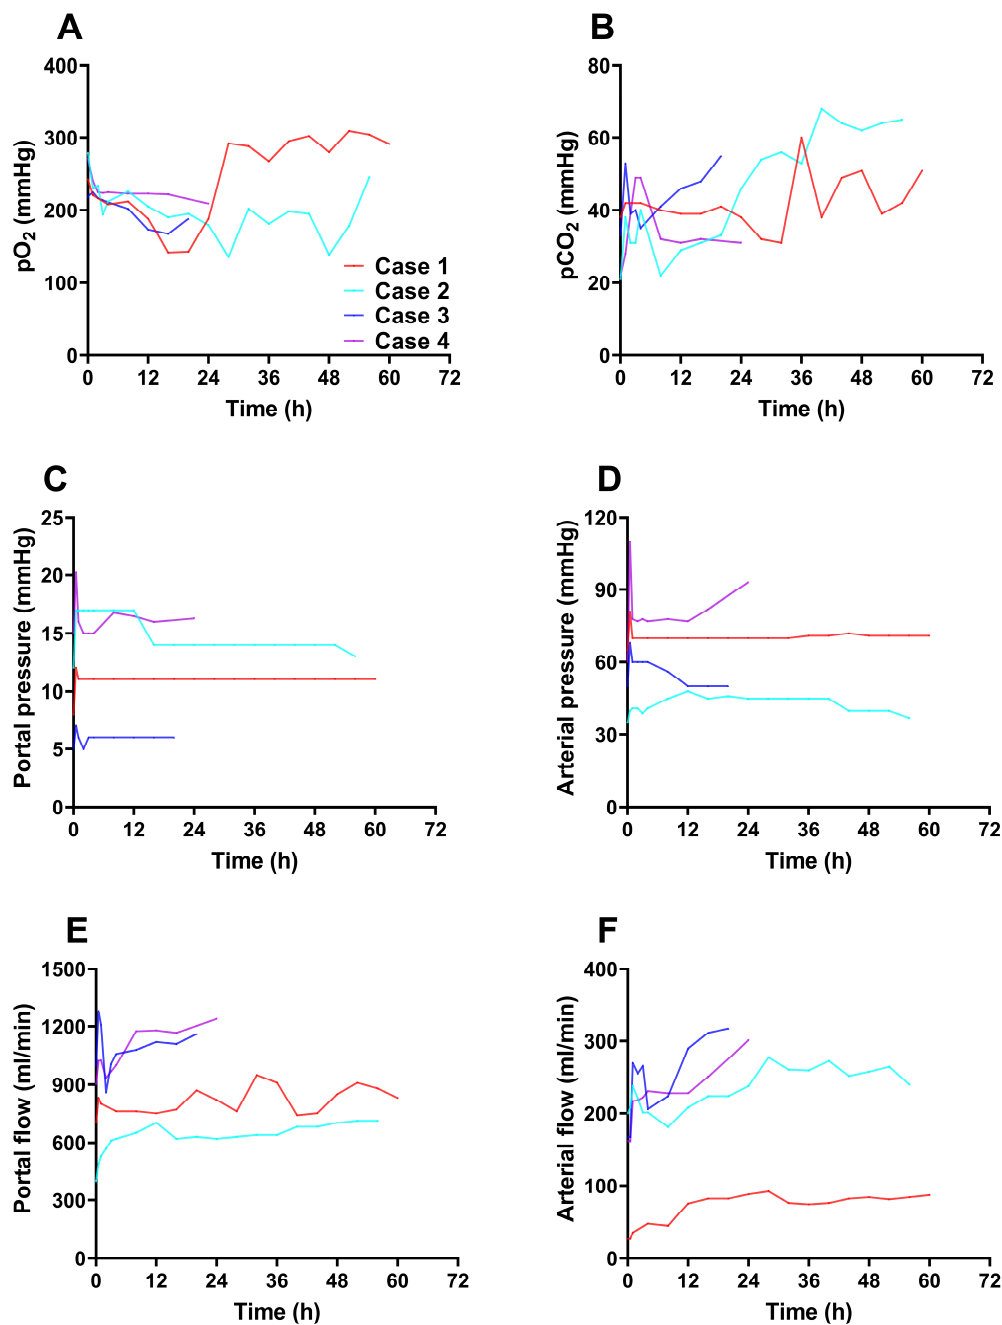 A
pO2 (mmHg)
400
300
200
100
0
0 12 24 36 48 60 72
Time (h)
Case 1
Case 2
Case 3
Case 4
B
pCO2 (mmHg)
80
60
40
20
0
0 12 24 36 48 60 72
Time (h)
C
Portal pressure (mmHg)
25
20
15
10
5
0
0 12 24 36 48 60 72
Time (h)
D
Arterial pressure (mmHg)
120
90
60
30
0
0 12 24 36 48 60 72
Time (h)
E
Portal flow (ml/min)
1500
1200
900
600
300
0
0 12 24 36 48 60 72
Time (h)
F
Arterial flow (ml/min)
400
300
200
100
0
0 12 24 36 48 60 72
Time (h)